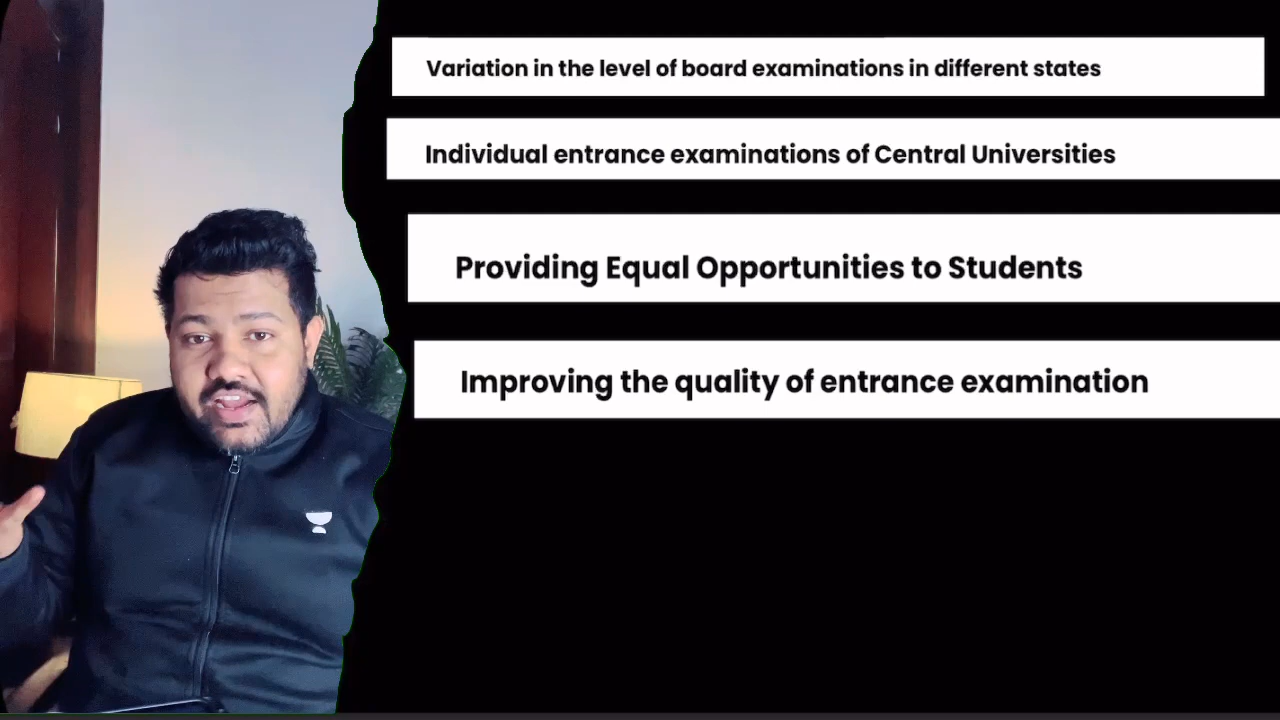 Variation in the level of board examinations in different states
Individual entrance examinations of Central Universities
Providing Equal Opportunities to Students
Improving the quality of entrance examination